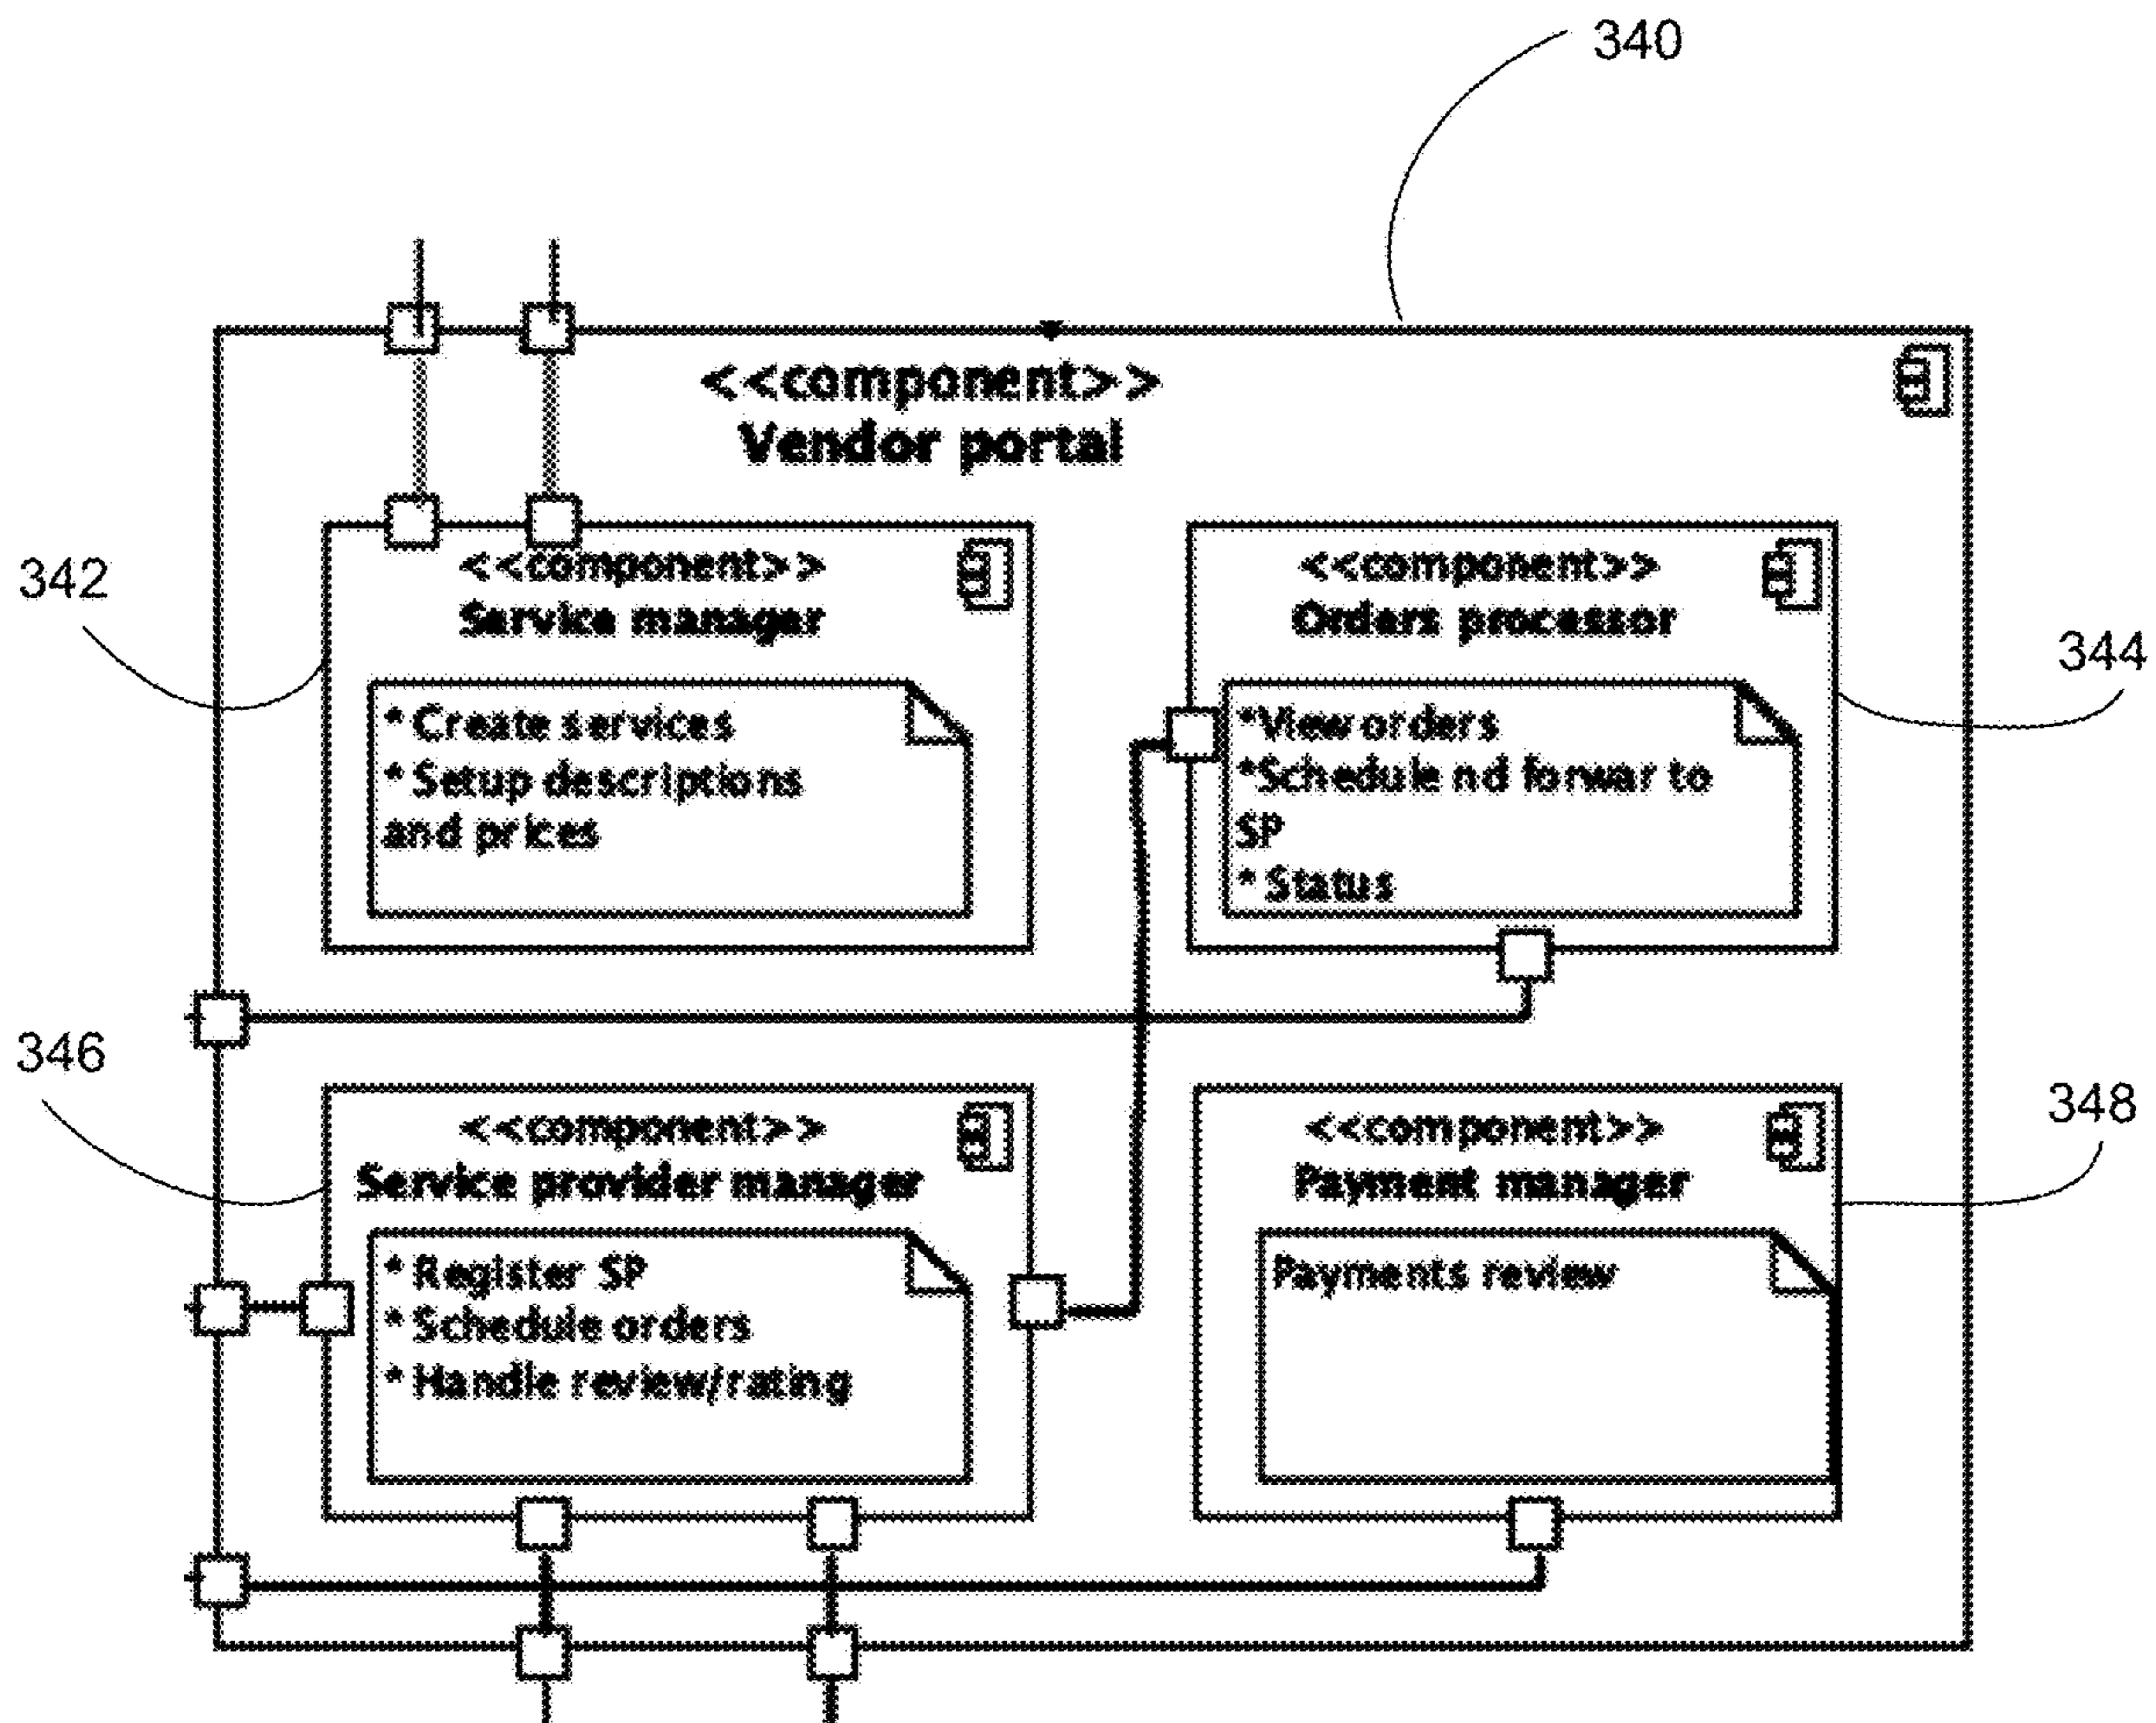 340
<<component>>
Vendor portal
342
<<component>>
Service manager
* Create services
* Setup descriptions
and prices
<<component>>
Orders processor
344
*View orders
*Schedule nd forwar to
SP
* Status
346
<<component>>
Service provider manager
* Register SP
* Schedule orders
* Handle review/rating
<<component>>
Payment manager
348
Payments review